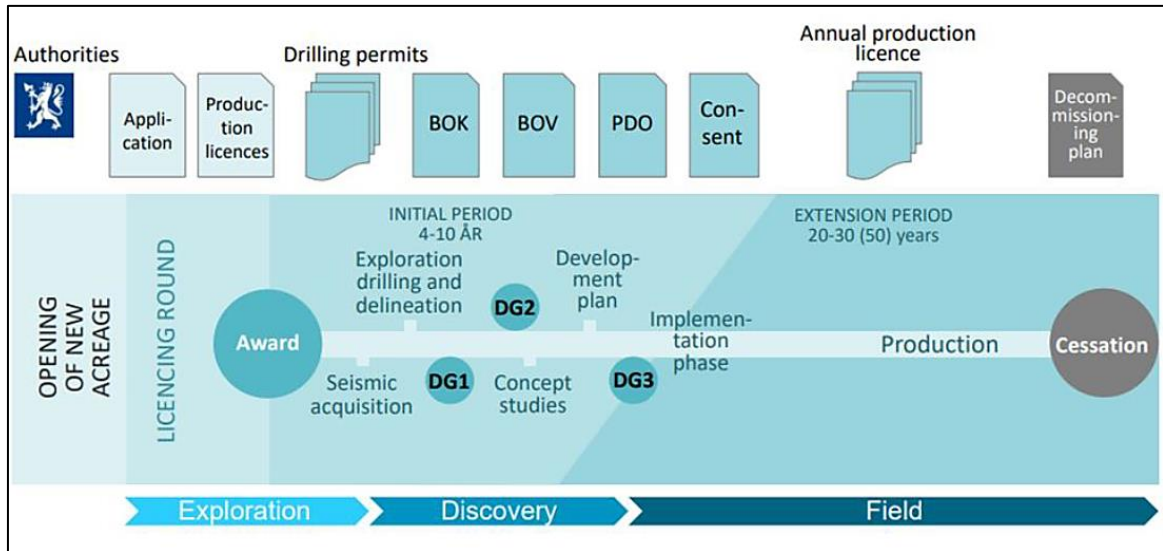 Authorities
Drilling permits
Annual production
licence
Appli-
cation
Produc-
tion
licences
BOK
BOV
PDO
Con-
sent
Decom-
mission-
ing
plan
INITIAL PERIOD
4-10 ÅR
EXTENSION PERIOD
20-30 (50) years
OPENING
OF NEW
ACREAGE
LICENCING ROUND
Award
Exploration
drilling and
delineation
Seismic
acquisition
DG1
DG2
Concept
studies
Develop-
ment
plan
DG3
Implemen-
tation
phase
Production
Cessation
Exploration
Discovery
Field